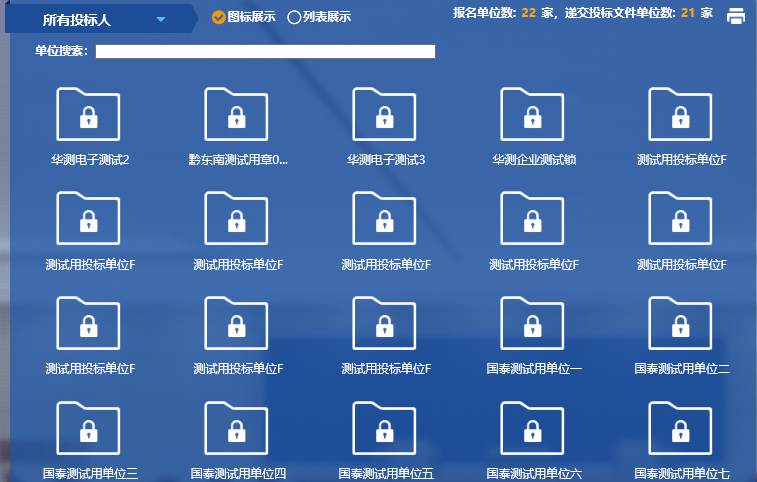 所有投标人 图标展示 列表展示 报名单位数: 22 家，递交投标文件单位数: 21 家
单位搜索:
华测电子测试2 黔东南测试用章0... 华测电子测试3 华测企业测试锁 测试用投标单位F
测试用投标单位F 测试用投标单位F 测试用投标单位F 测试用投标单位F 测试用投标单位F
测试用投标单位F 测试用投标单位F 测试用投标单位F 国泰测试用单位一 国泰测试用单位二
国泰测试用单位三 国泰测试用单位四 国泰测试用单位五 国泰测试用单位六 国泰测试用单位七